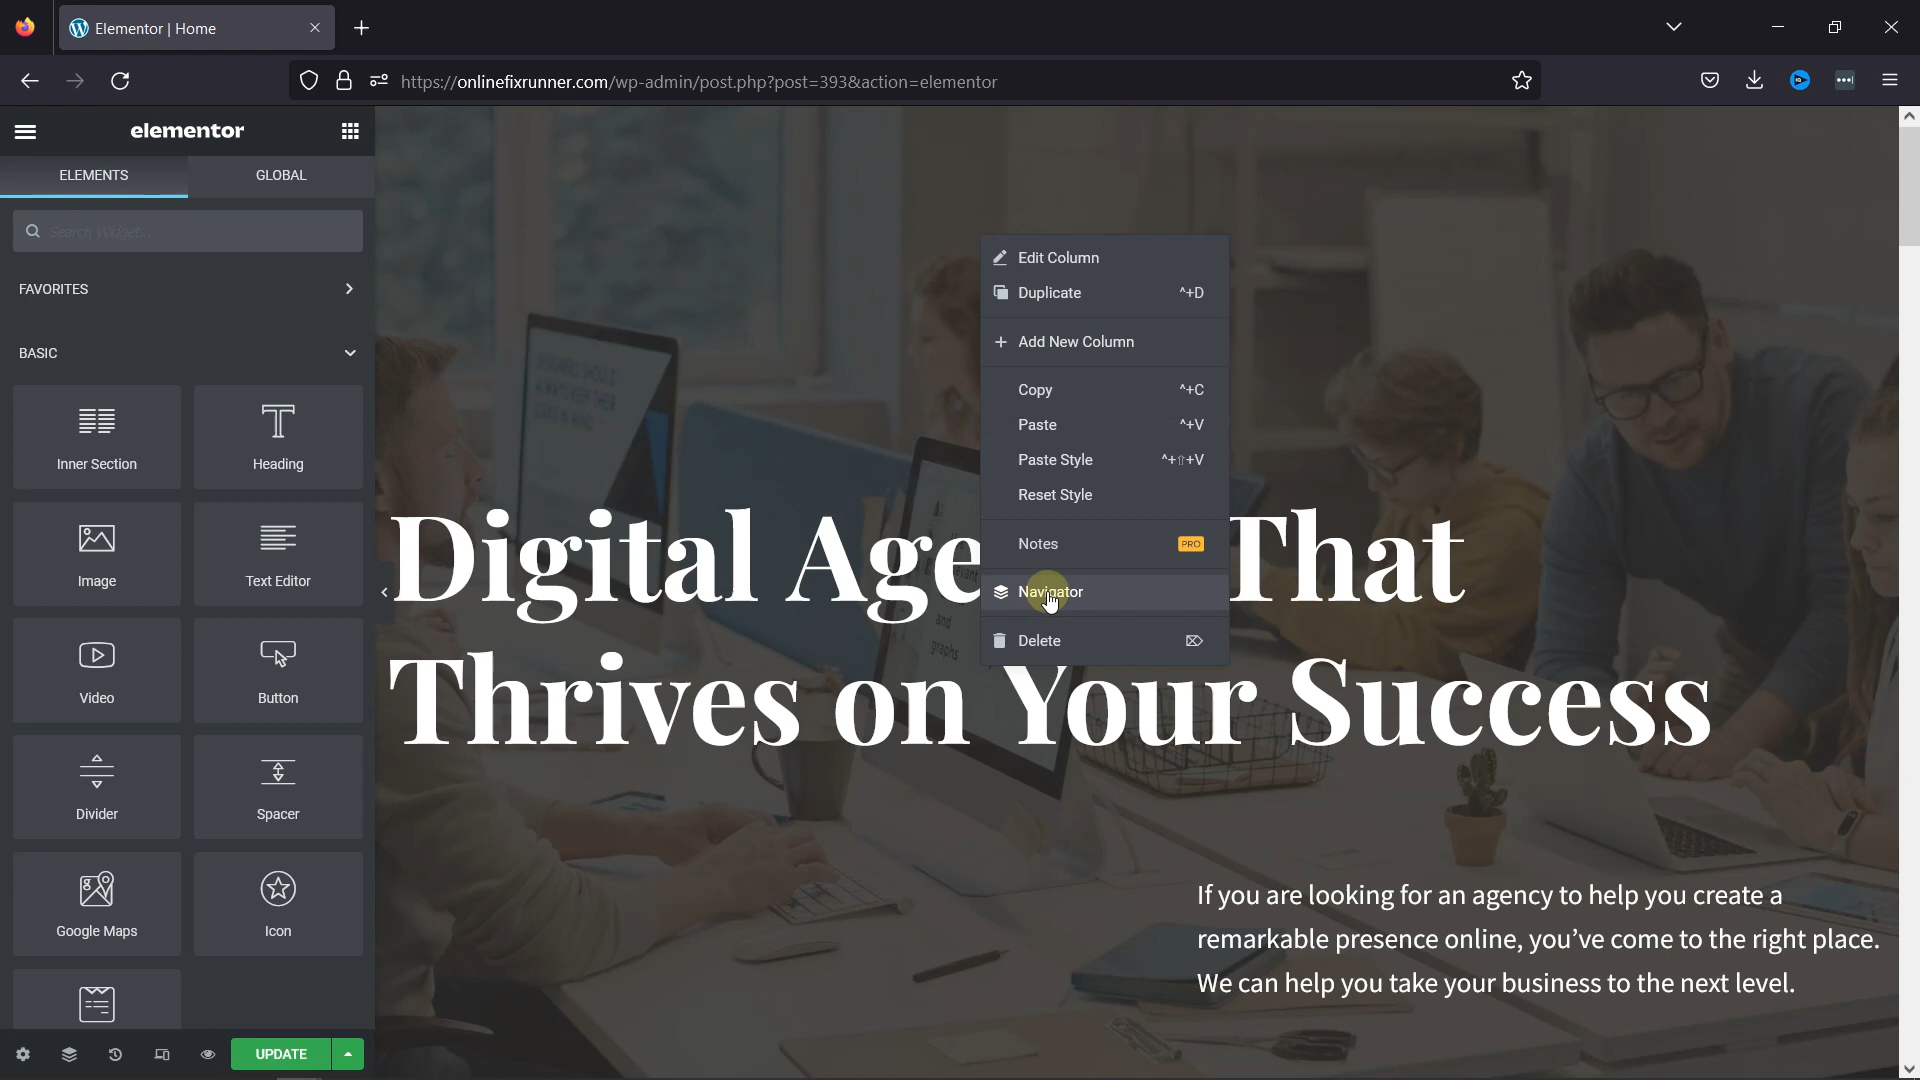 Elementor | Home
https://onlinefixrunner.com/wp-admin/post.php?post=393&action=elementor
elementor
ELEMENTS
GLOBAL
Search Widget...
FAVORITES
BASIC
Inner Section
Heading
Image
Text Editor
Video
Button
Divider
Spacer
Google Maps
Icon
UPDATE
Edit Column
Duplicate ^+D
Add New Column
Copy ^+C
Paste ^+V
Paste Style ^+⇧+V
Reset Style
Notes PRO
Navigator
Delete ⌦
Digital Age That
Thrives on Your Success
If you are looking for an agency to help you create a
remarkable presence online, you've come to the right place.
We can help you take your business to the next level.
and
graphs